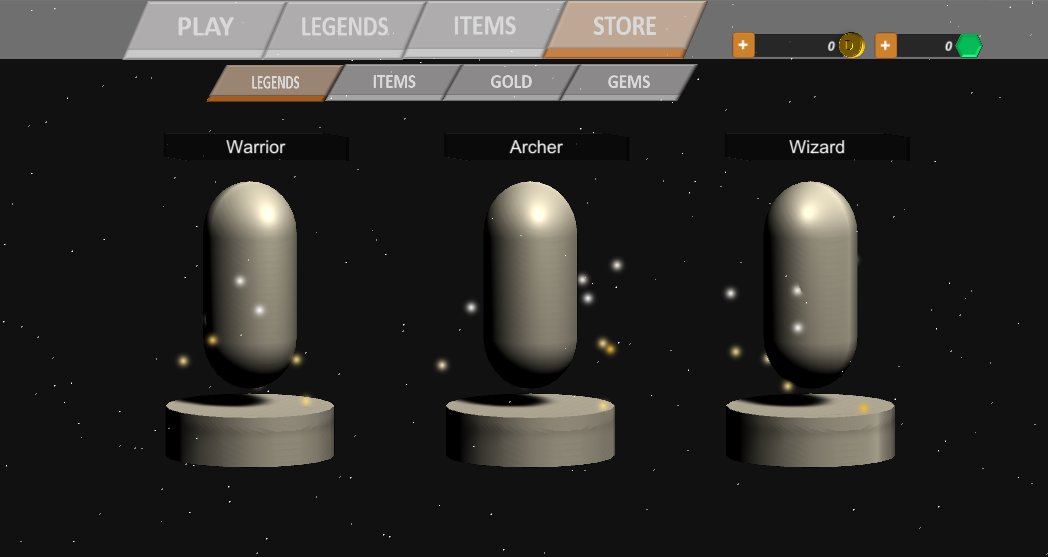 PLAY LEGENDS ITEMS STORE
+ 0 + 0
LEGENDS ITEMS GOLD GEMS
Warrior Archer Wizard